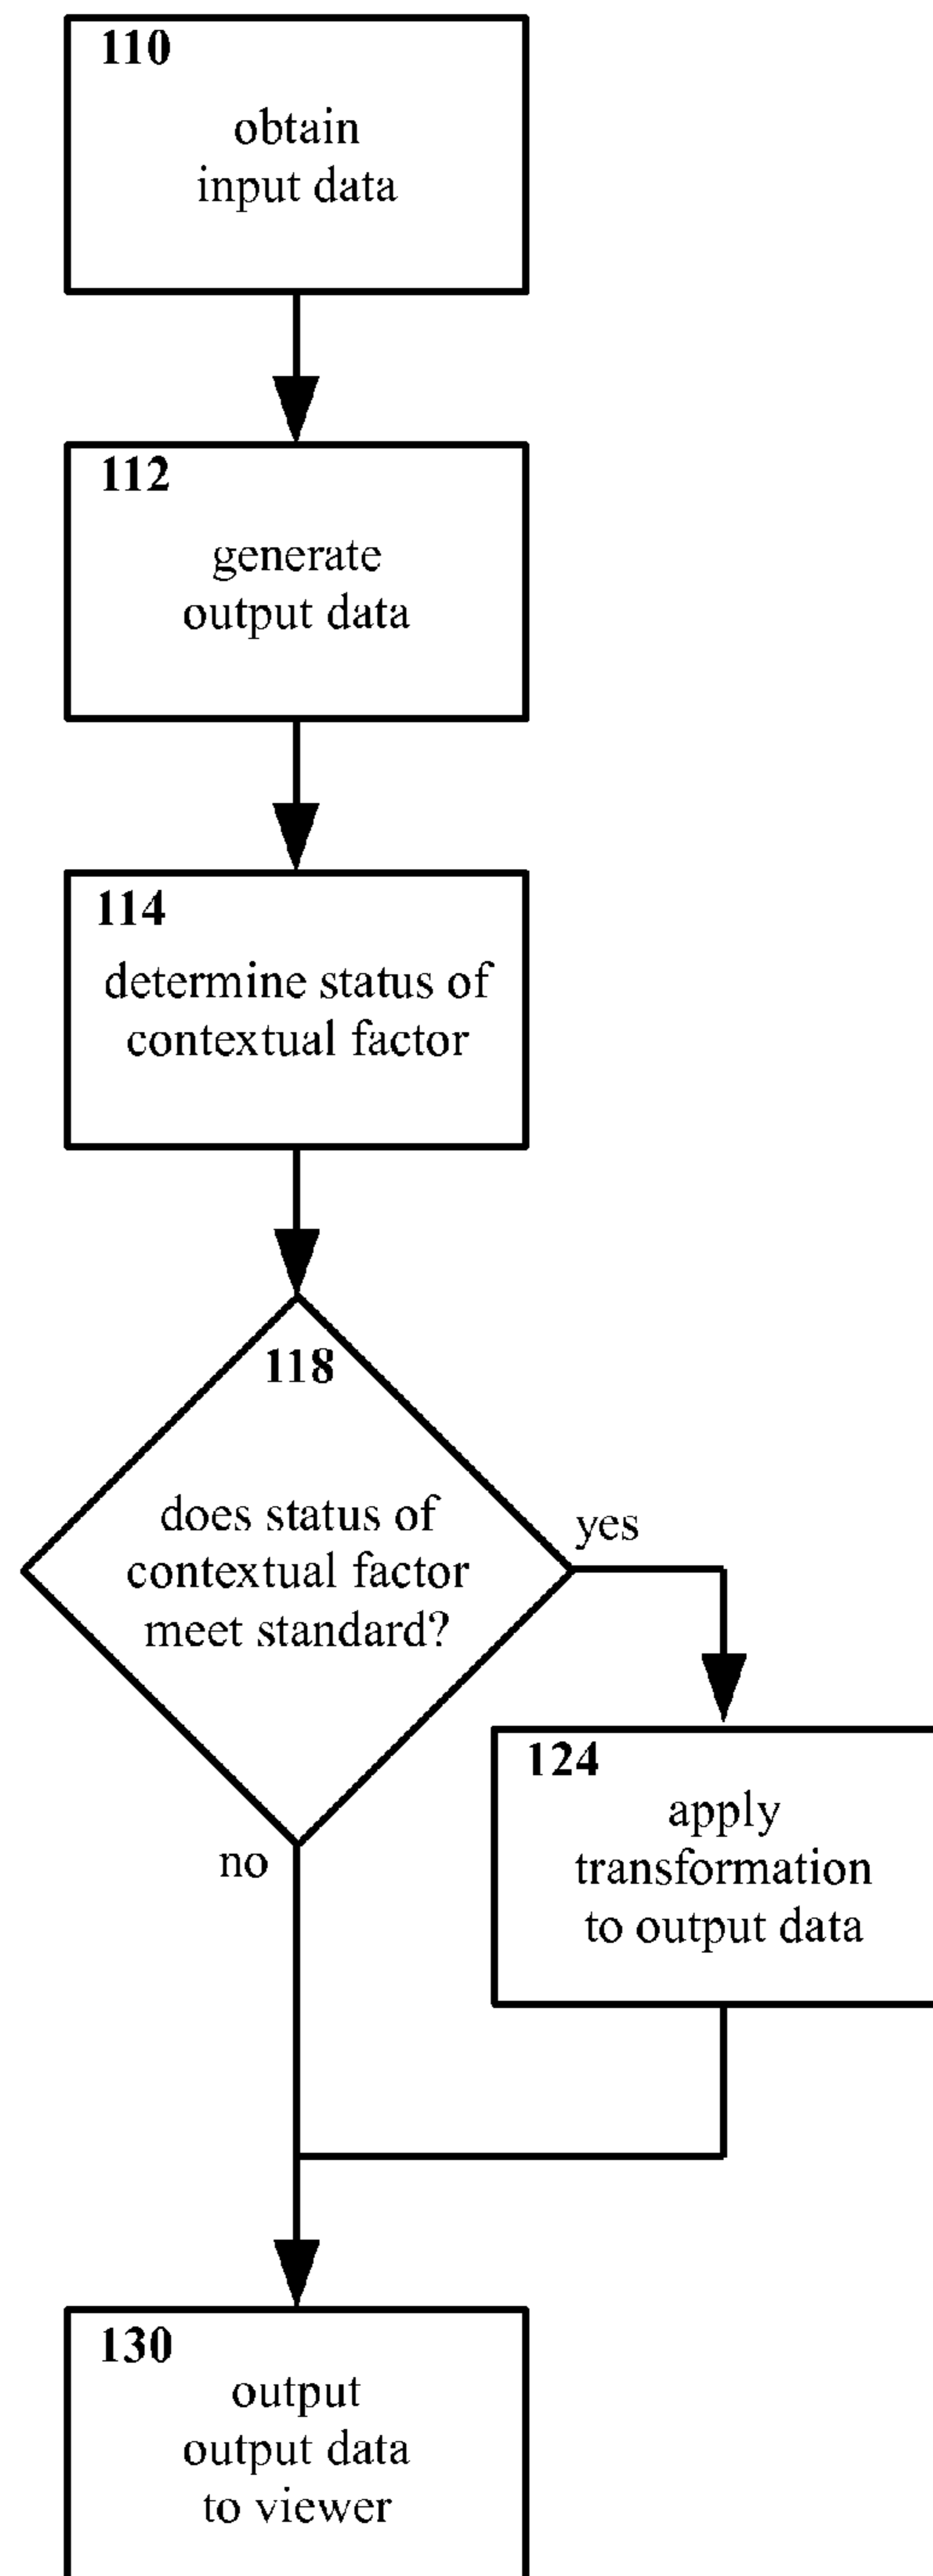 110
obtain
input data
112
generate
output data
114
determine status of
contextual factor
118
does status of
contextual factor
meet standard?
yes
no
124
apply
transformation
to output data
130
output
output data
to viewer